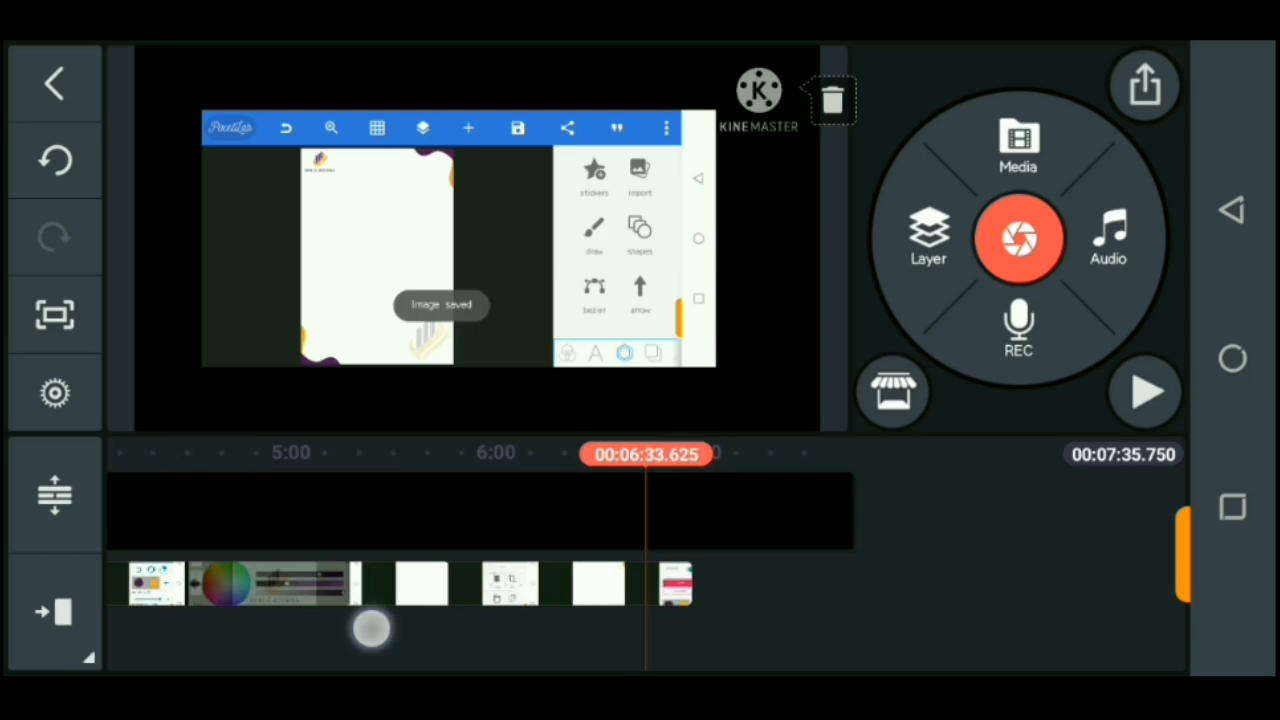 PixelLab
KINEMASTER
stickers
import
draw
shapes
bezier
arrow
Image saved
Media
Layer
Audio
REC
5:00
6:00
00:06:33.625
00:07:35.750